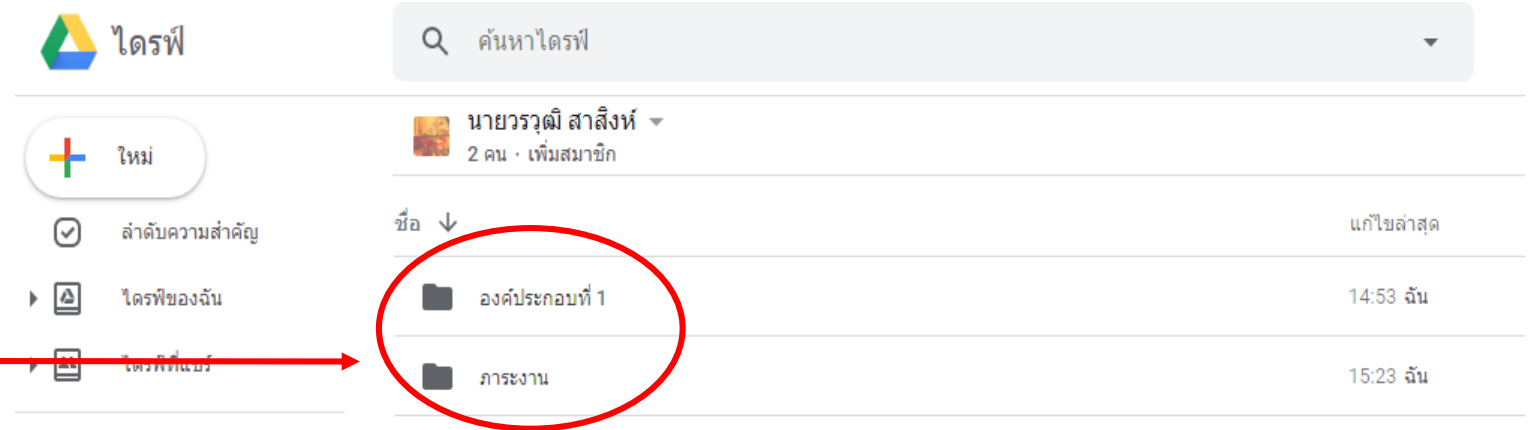 ไดรฟ์
ค้นหาไดรฟ์
นายวรวุฒิ สาสิงห์
2 คน · เพิ่มสมาชิก
ใหม่
ลำดับความสำคัญ
ไดรฟ์ของฉัน
ไดรฟ์ที่แชร์
ชื่อ
แก้ไขล่าสุด
องค์ประกอบที่ 1
14:53 ฉัน
ภาระงาน
15:23 ฉัน